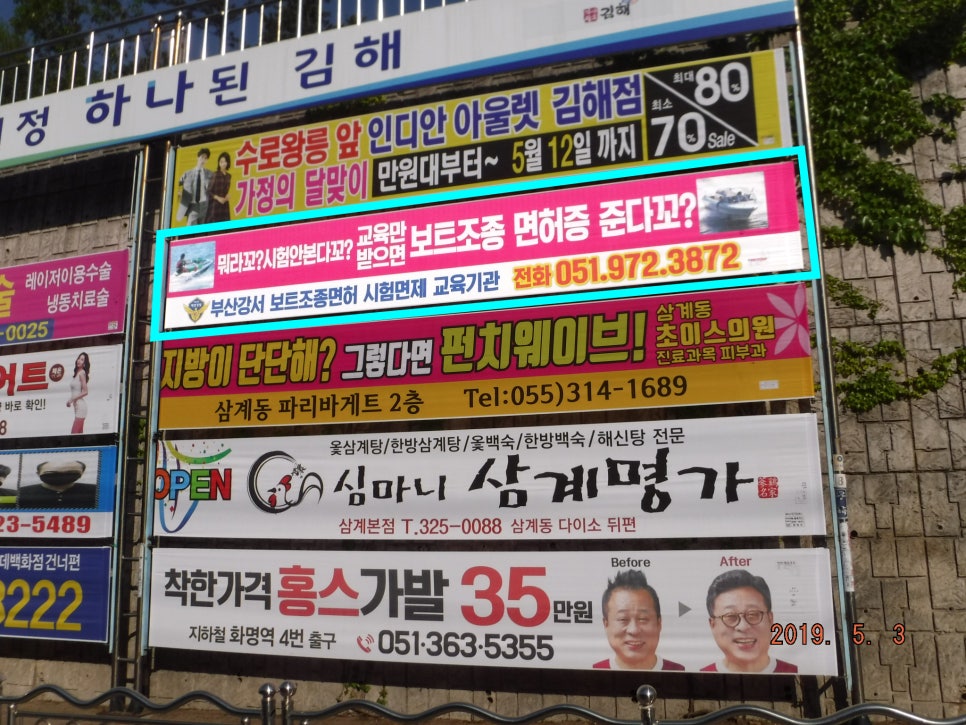 김해
정 하나된 김해
수로왕릉 앞 인디안 아울렛 김해점
가정의 달맞이 만원대부터~ 5월 12일 까지
최대 80%
최소 70% Sale
뭐라꼬?시험안본다꼬? 교육만 받으면 보트조종 면허증 준다꼬?
부산강서 보트조종면허 시험면제 교육기관 전화 051.972.3872
지방이 단단해? 그렇다면 펀치웨이브!
삼계동
초이스의원
진료과목 피부과
삼계동 파리바게트 2층 Tel:055)314-1689
옻삼계탕/한방삼계탕/옻백숙/한방백숙/해신탕 전문
OPEN 심마니 삼계명가
삼계본점 T.325-0088 삼계동 다이소 뒤편
착한가격 홍스가발 35만원
지하철 화명역 4번 출구 051·363·5355
Before
After
술
레이저이용수술
냉동치료술
-0025
어트
바로 확인!
8
23-5489
데백화점 건너편
3222
2019. 5. 3